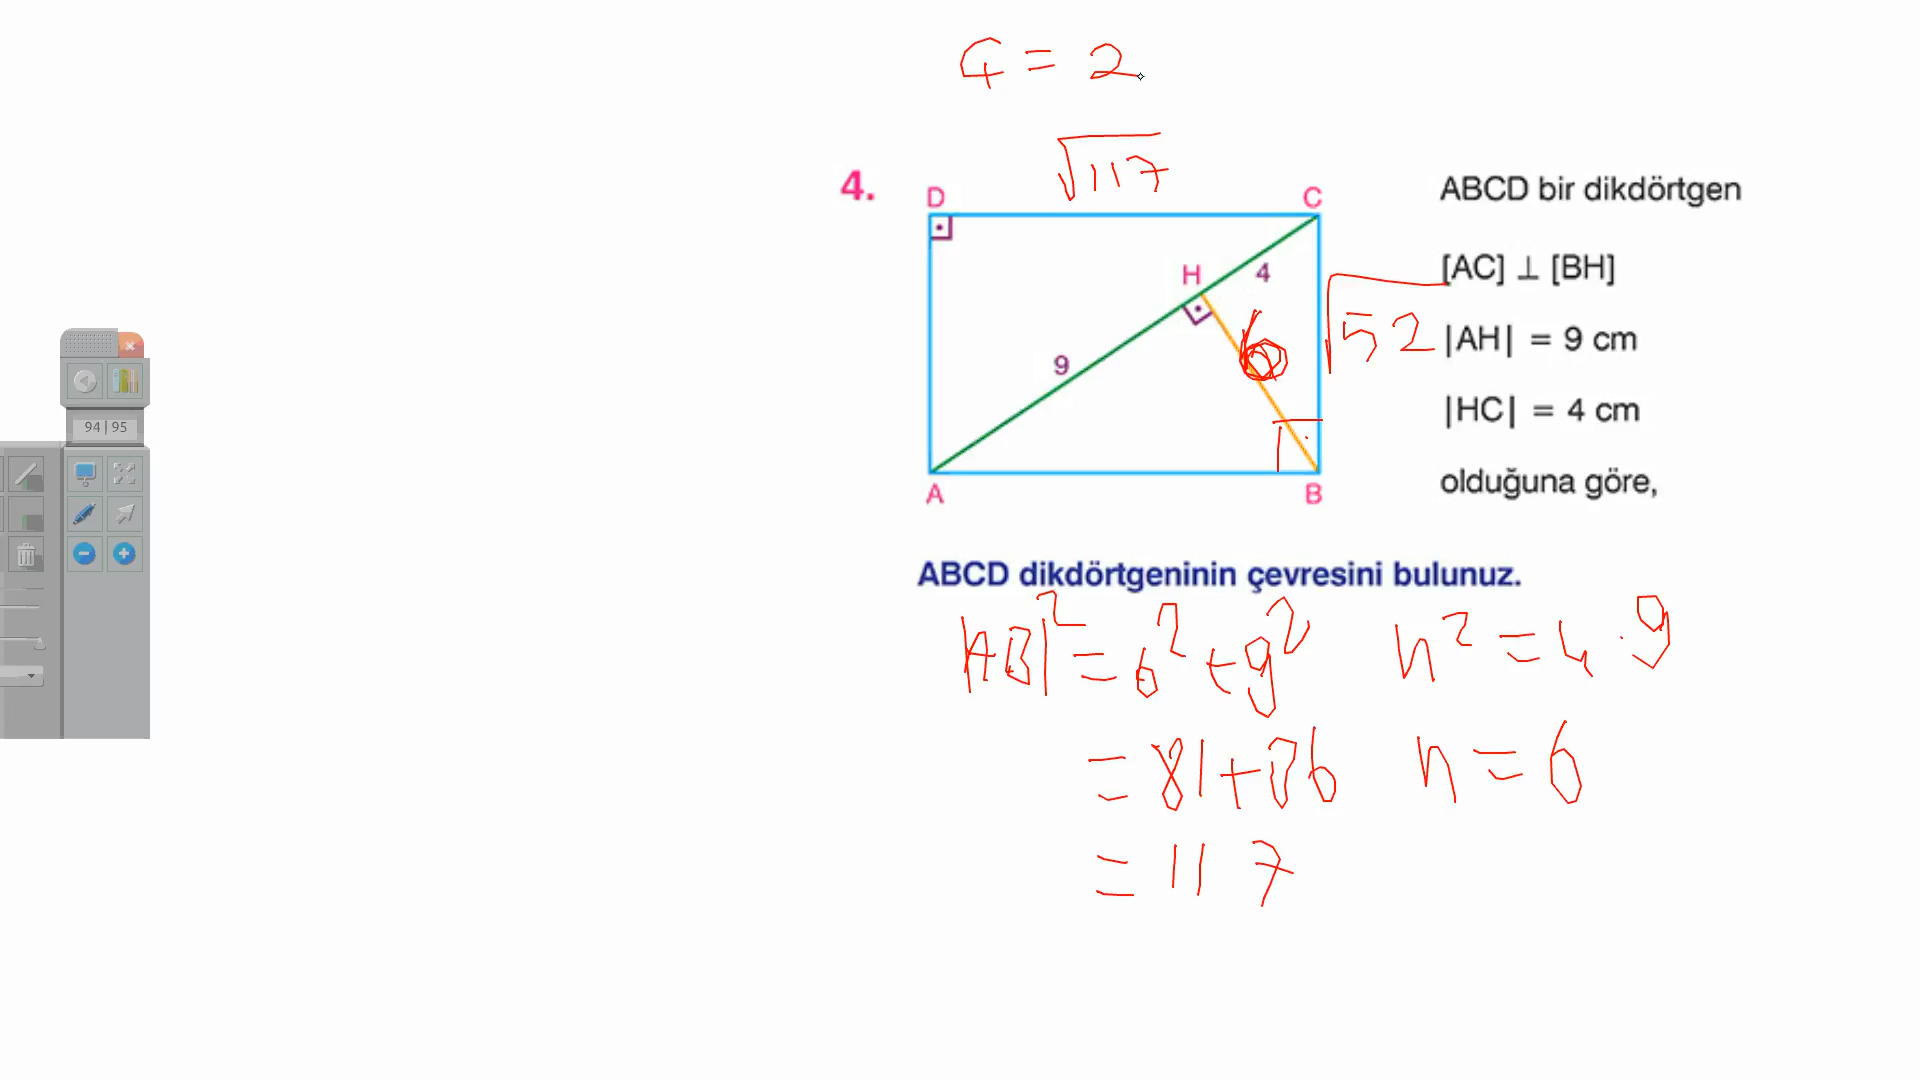 Ç = 2
√117
4.
D C
ABCD bir dikdörtgen
H 4
[AC] ⊥ [BH]
6 √52
|AH| = 9 cm
9
|HC| = 4 cm
94|95
olduğuna göre,
A B
ABCD dikdörtgeninin çevresini bulunuz.
|AB|² = 6² + 9² h² = 4 . 9
= 81 + 36 h = 6
= 117